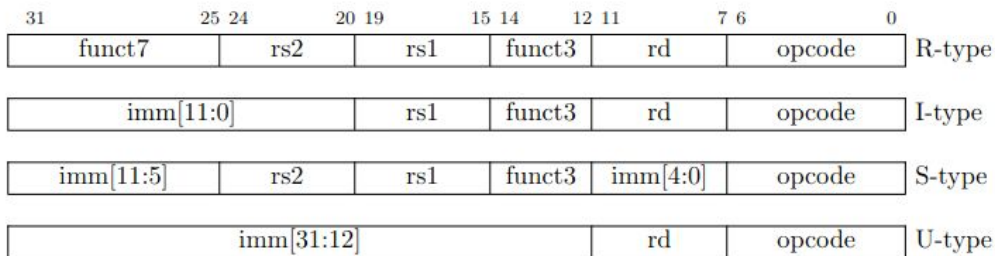 31 25 24 20 19 15 14 12 11 7 6 0
funct7 rs2 rs1 funct3 rd opcode R-type
imm[11:0] rs1 funct3 rd opcode I-type
imm[11:5] rs2 rs1 funct3 imm[4:0] opcode S-type
imm[31:12] rd opcode U-type